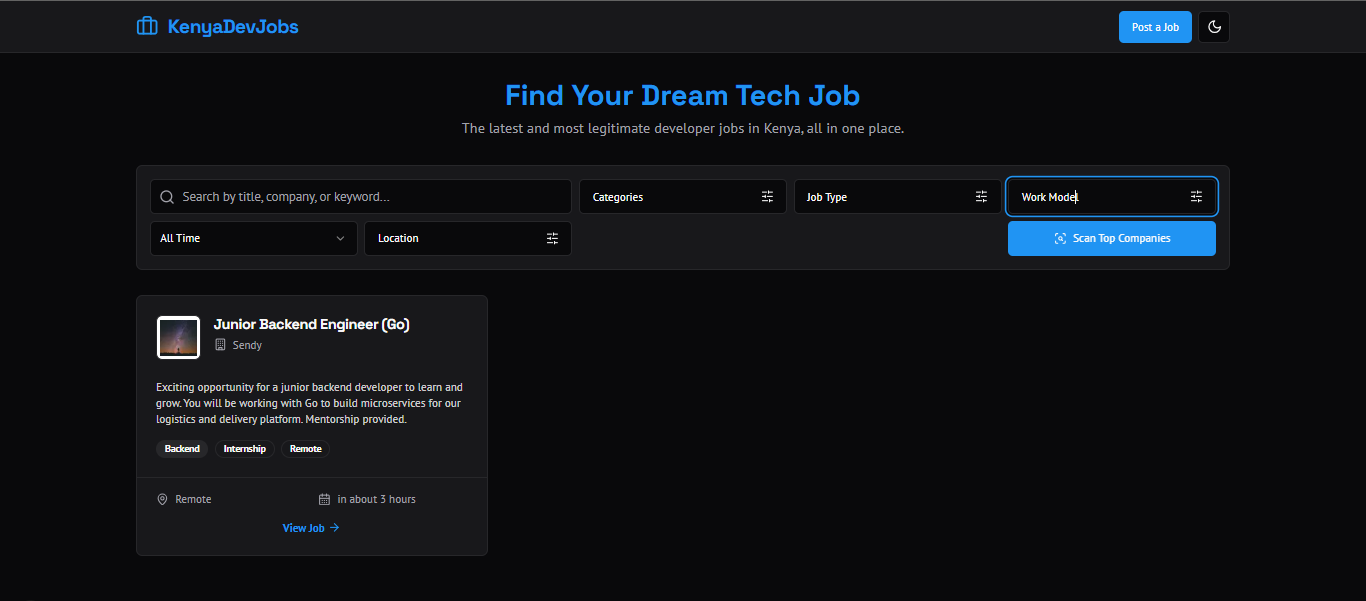 KenyaDevJobs
Post a Job
Find Your Dream Tech Job
The latest and most legitimate developer jobs in Kenya, all in one place.
Search by title, company, or keyword...
Categories
Job Type
Work Model
All Time
Location
Scan Top Companies
Junior Backend Engineer (Go)
Sendy
Exciting opportunity for a junior backend developer to learn and
grow. You will be working with Go to build microservices for our
logistics and delivery platform. Mentorship provided.
Backend
Internship
Remote
Remote
in about 3 hours
View Job